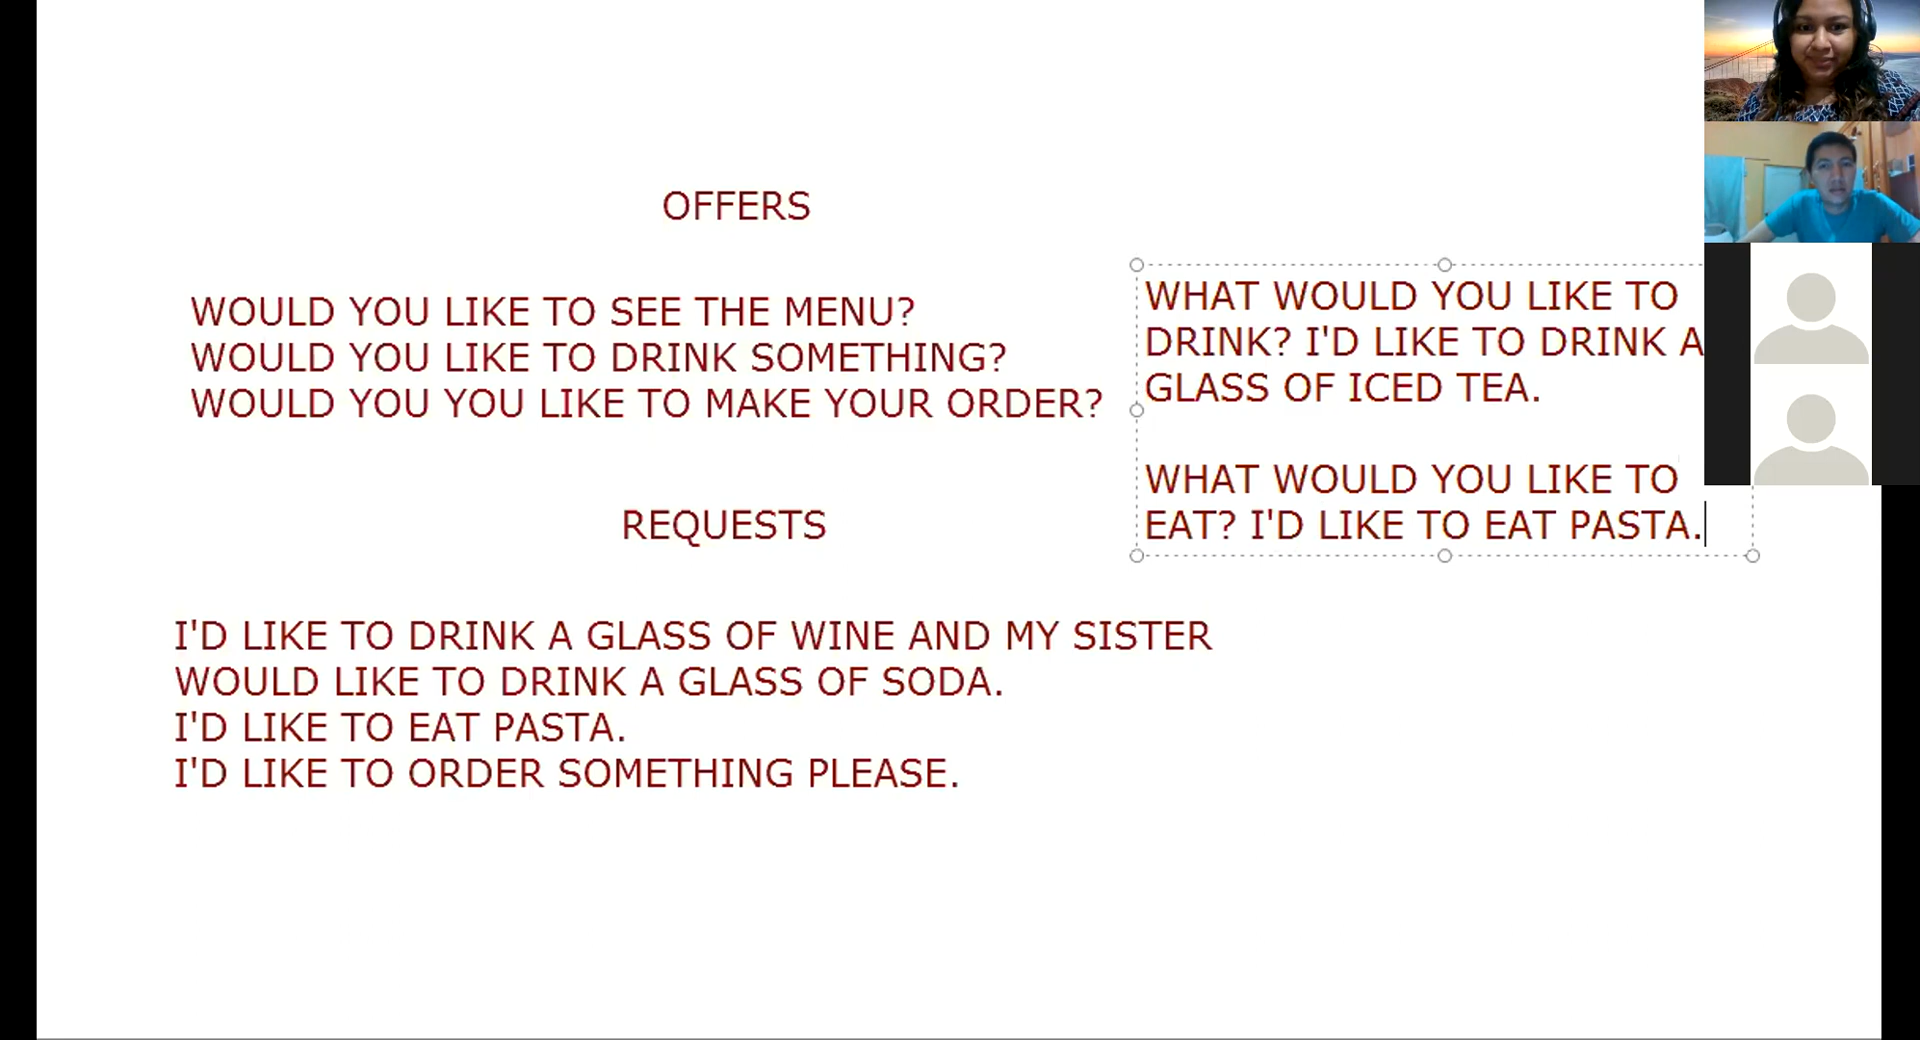 OFFERS
WOULD YOU LIKE TO SEE THE MENU?
WOULD YOU LIKE TO DRINK SOMETHING?
WOULD YOU YOU LIKE TO MAKE YOUR ORDER?
WHAT WOULD YOU LIKE TO
DRINK? I'D LIKE TO DRINK A
GLASS OF ICED TEA.
WHAT WOULD YOU LIKE TO
EAT? I'D LIKE TO EAT PASTA.
REQUESTS
I'D LIKE TO DRINK A GLASS OF WINE AND MY SISTER
WOULD LIKE TO DRINK A GLASS OF SODA.
I'D LIKE TO EAT PASTA.
I'D LIKE TO ORDER SOMETHING PLEASE.